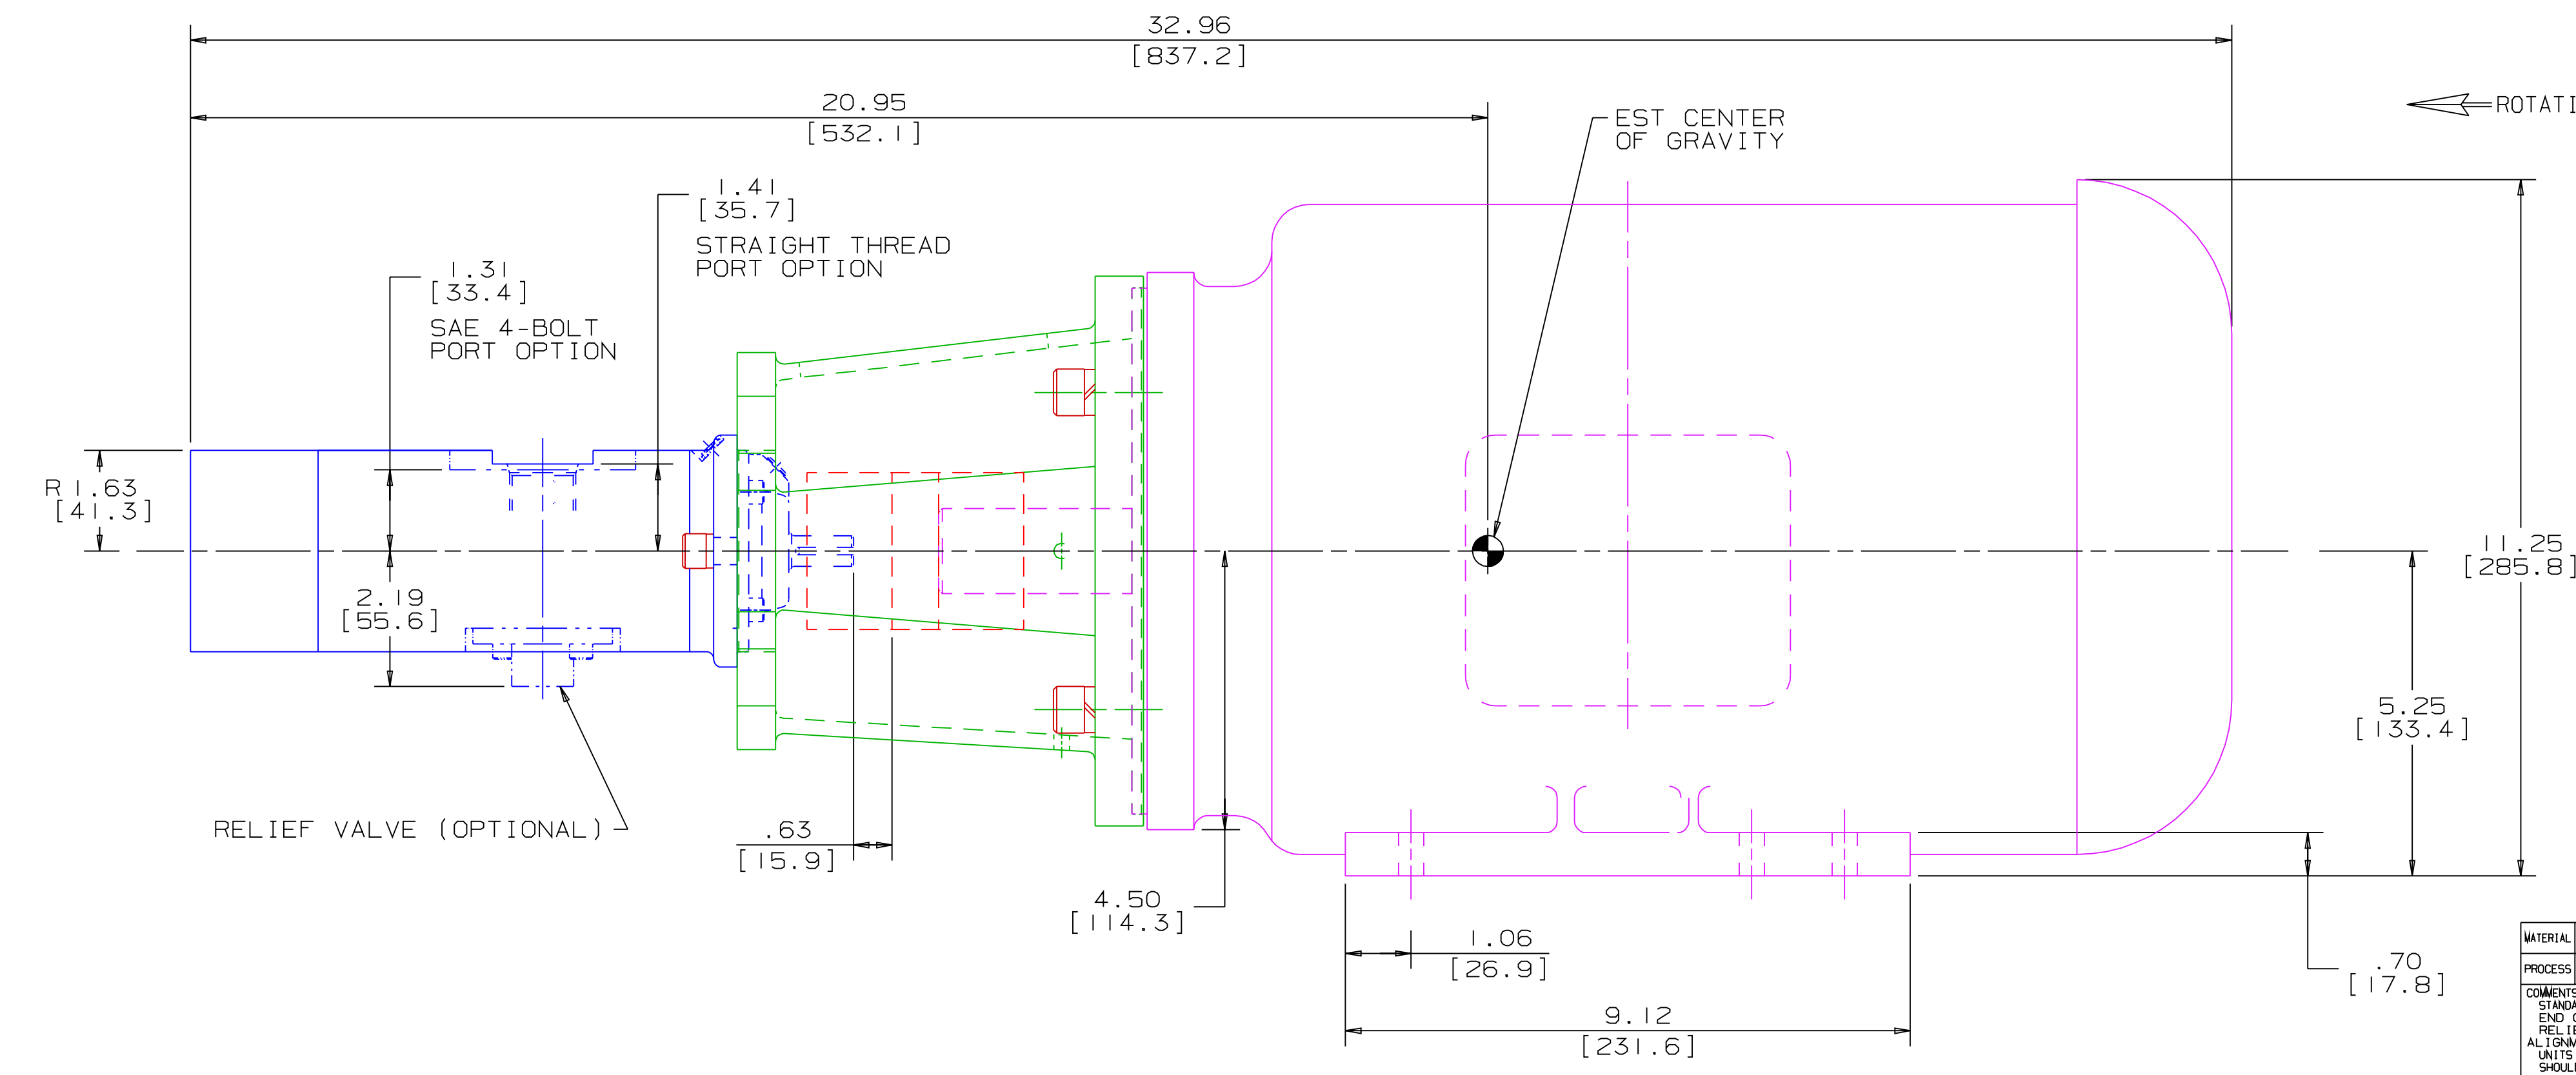 32.96
[837.2]
20.95
[532.1]
EST CENTER
OF GRAVITY
1.41
[35.7]
STRAIGHT THREAD
PORT OPTION
1.31
[33.4]
SAE 4-BOLT
PORT OPTION
R 1.63
[41.3]
2.19
[55.6]
RELIEF VALVE (OPTIONAL)
.63
[15.9]
4.50
[114.3]
1.06
[26.9]
9.12
[231.6]
11.25
[285.8]
5.25
[133.4]
.70
[17.8]
MATERIAL
PROCESS
UNITS